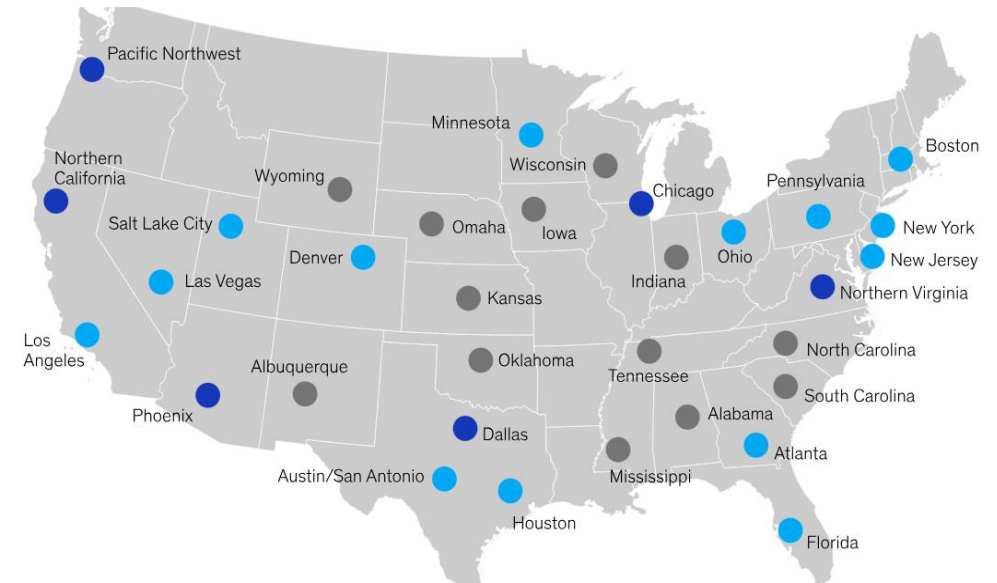 Pacific Northwest
Minnesota
Boston
Northern
California
Wisconsin
Wyoming
Pennsylvania
Chicago
Salt Lake City
Omaha
Iowa
New York
Denver
Ohio
New Jersey
Las Vegas
Indiana
Kansas
Northern Virginia
Los
Angeles
North Carolina
Oklahoma
Albuquerque
Tennessee
South Carolina
Phoenix
Alabama
Dallas
Atlanta
Austin/San Antonio
Mississippi
Houston
Florida